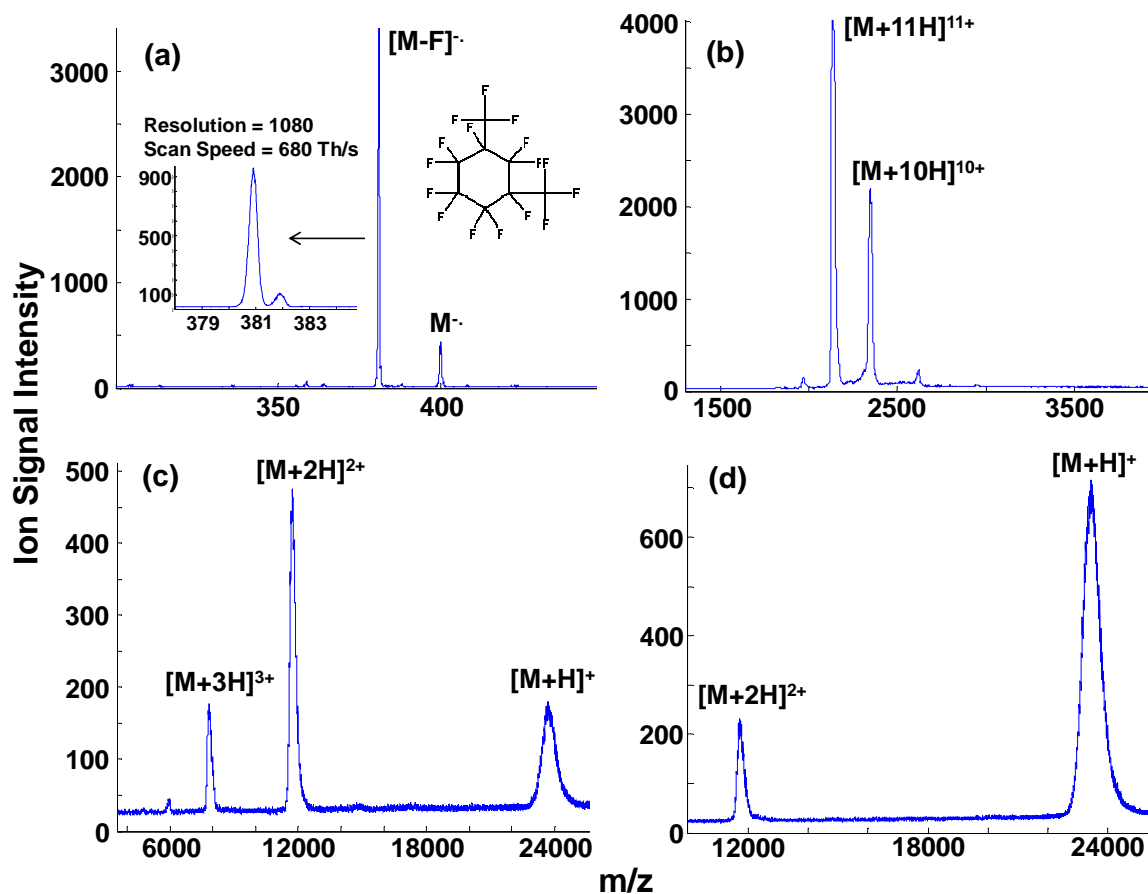 (a)
[M-F]-.
Resolution = 1080
Scan Speed = 680 Th/s
900
500
100
379 381 383
F
F F
F F
F F FF F
F F F
F F F
M-.
3000
2000
1000
0
350 400
(b)
[M+11H]11+
[M+10H]10+
4000
3000
2000
1000
0
1500 2500 3500
Ion Signal Intensity
(c)
[M+2H]2+
[M+3H]3+
[M+H]+
500
400
300
200
100
50
0
6000 12000 18000 24000
(d)
[M+H]+
[M+2H]2+
600
400
200
0
12000 18000 24000
m/z